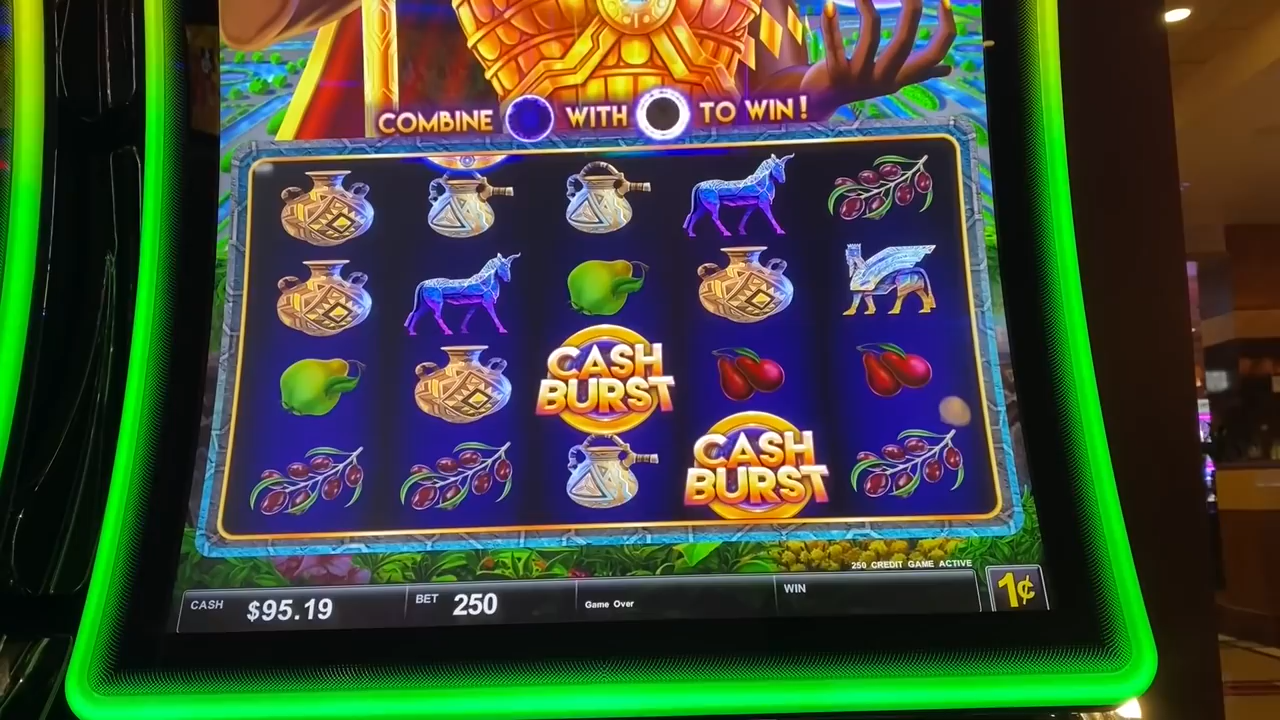 COMBINE WITH TO WIN!
CASH
BURST
CASH
BURST
250 CREDIT GAME ACTIVE
CASH $95.19 BET 250 Game Over WIN 1¢